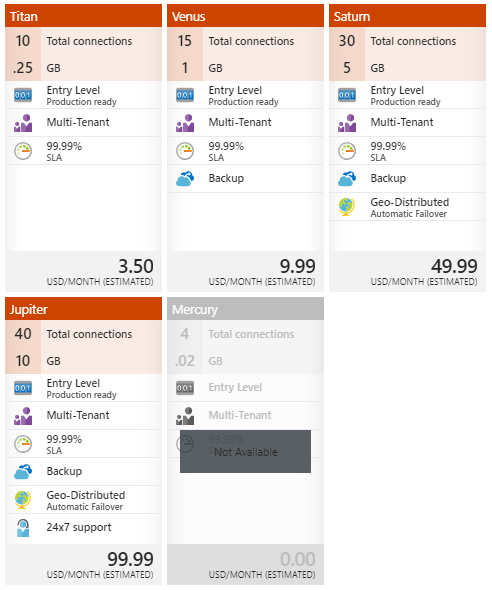 Titan
10 Total connections
.25 GB
Entry Level
Production ready
Multi-Tenant
99.99%
SLA
3.50
USD/MONTH (ESTIMATED)
Venus
15 Total connections
1 GB
Entry Level
Production ready
Multi-Tenant
99.99%
SLA
Backup
9.99
USD/MONTH (ESTIMATED)
Saturn
30 Total connections
5 GB
Entry Level
Production ready
Multi-Tenant
99.99%
SLA
Backup
Geo-Distributed
Automatic Failover
49.99
USD/MONTH (ESTIMATED)
Jupiter
40 Total connections
10 GB
Entry Level
Production ready
Multi-Tenant
99.99%
SLA
Backup
Geo-Distributed
Automatic Failover
24x7 support
99.99
USD/MONTH (ESTIMATED)
Mercury
4 Total connections
.02 GB
Entry Level
Multi-Tenant
99.99%
Not Available
0.00
USD/MONTH (ESTIMATED)